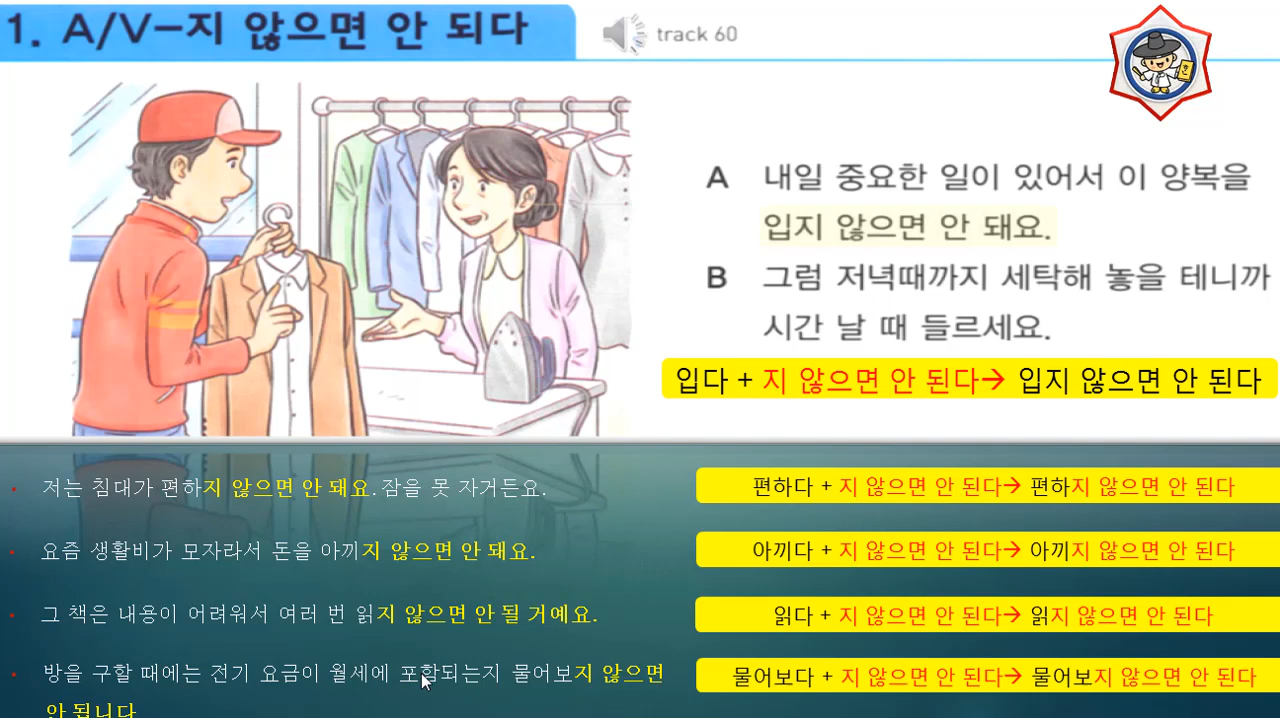 1. A/V-지 않으면 안 되다
track 60
A 내일 중요한 일이 있어서 이 양복을
입지 않으면 안 돼요.
B 그럼 저녁때까지 세탁해 놓을 테니까
시간 날 때 들르세요.
입다 + 지 않으면 안 된다→ 입지 않으면 안 된다
• 저는 침대가 편하지 않으면 안 돼요. 잠을 못 자거든요.
편하다 + 지 않으면 안 된다→ 편하지 않으면 안 된다
• 요즘 생활비가 모자라서 돈을 아끼지 않으면 안 돼요.
아끼다 + 지 않으면 안 된다→ 아끼지 않으면 안 된다
• 그 책은 내용이 어려워서 여러 번 읽지 않으면 안 될 거예요.
읽다 + 지 않으면 안 된다→ 읽지 않으면 안 된다
• 방을 구할 때에는 전기 요금이 월세에 포함되는지 물어보지 않으면
안 됩니다
물어보다 + 지 않으면 안 된다→ 물어보지 않으면 안 된다